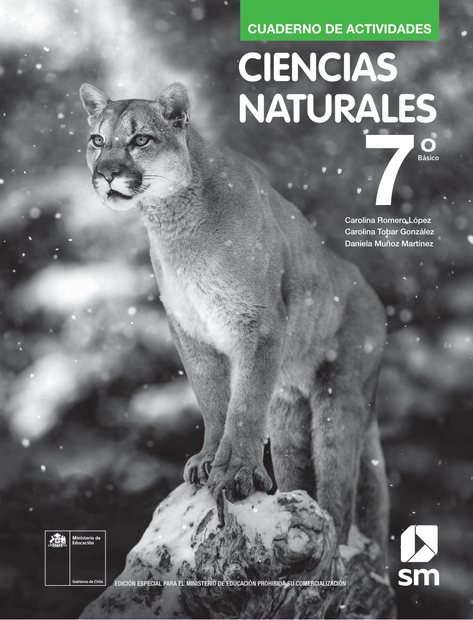 CUADERNO DE ACTIVIDADES
CIENCIAS
NATURALES
7º
Básico
Carolina Romero López
Carolina Tobar González
Daniela Muñoz Martínez
Ministerio de
Educación
Gobierno de Chile
EDICIÓN ESPECIAL PARA EL MINISTERIO DE EDUCACIÓN PROHIBIDA SU COMERCIALIZACIÓN
sm